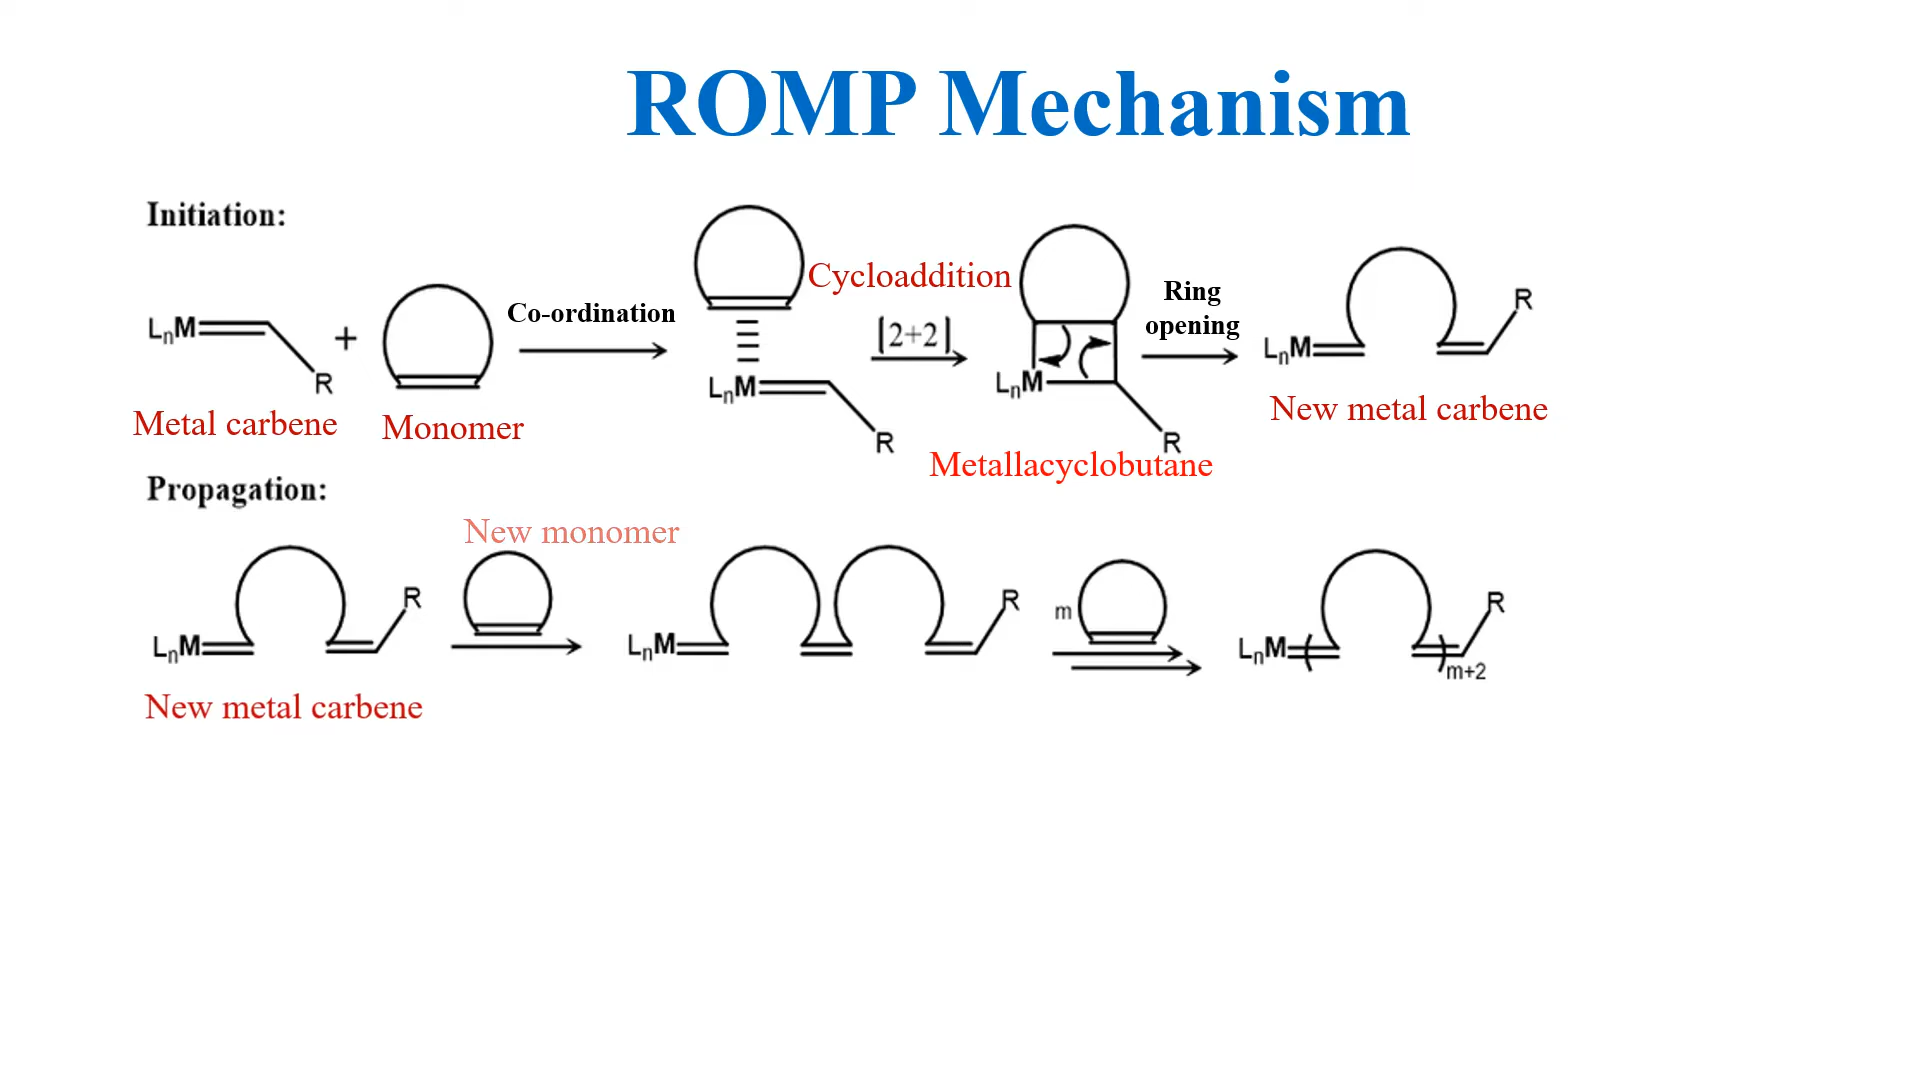 ROMP Mechanism
Initiation:
LnM
+
R
Metal carbene
Monomer
Co-ordination
LnM
R
Cycloaddition
[2+2]
LnM
R
Metallacyclobutane
Ring
opening
LnM
R
New metal carbene
Propagation:
LnM
R
New metal carbene
New monomer
LnM
R
m
LnM
( )m+2
R